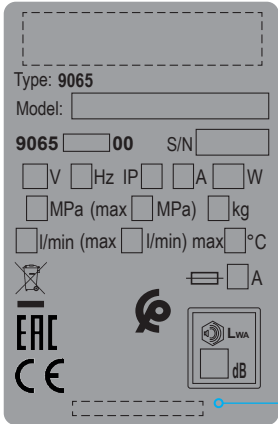 Type: 9065
Model:
9065 00 S/N
V Hz IP A W
MPa (max MPa) kg
l/min (max l/min) max °C
A
EAC
CE
LWA
dB